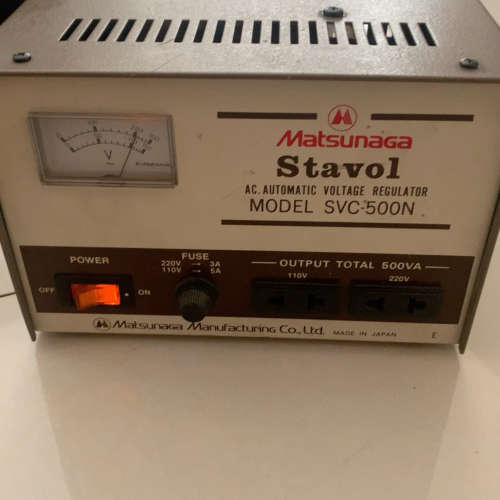 Matsunaga
Stavol
AC. AUTOMATIC VOLTAGE REGULATOR
MODEL SVC-500N
V
POWER
OFF
ON
FUSE
220V → 3A
110V → 5A
OUTPUT TOTAL 500VA
110V
220V
Matsunaga Manufacturing Co., Ltd. MADE IN JAPAN E